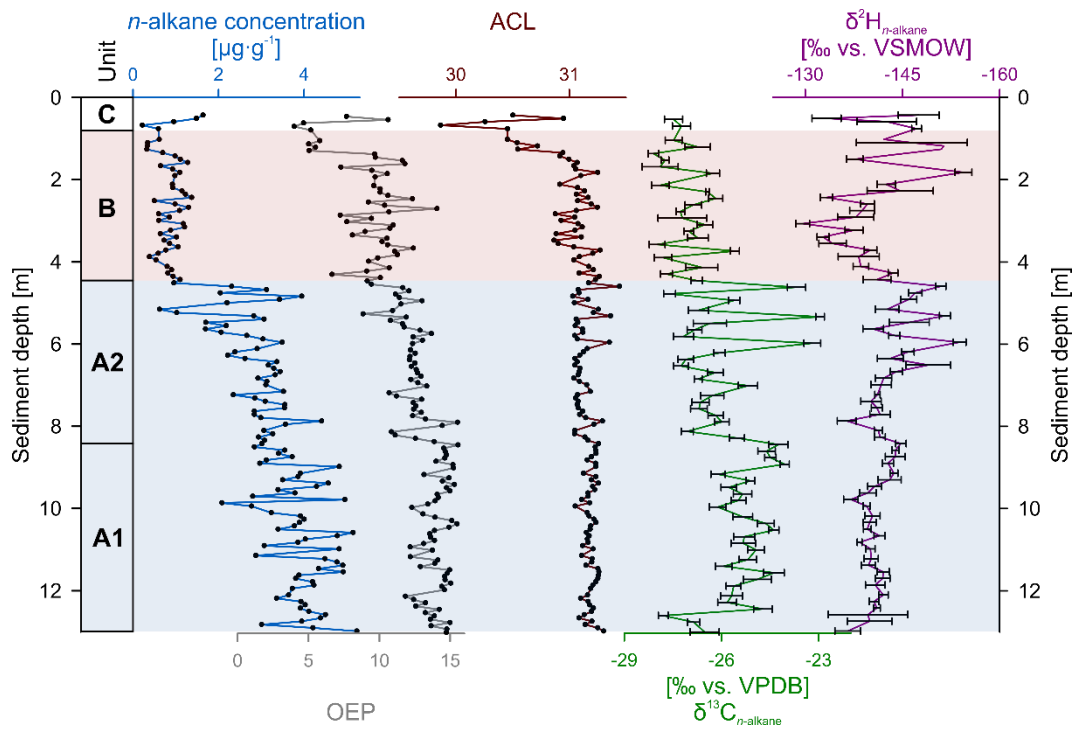 n-alkane concentration
[µg·g⁻¹]
ACL
δ²Hn-alkane
[‰ vs. VSMOW]
Unit
0 2 4
30 31
-130 -145 -160
0
2
4
6
8
10
12
Sediment depth [m]
C
B
A2
A1
0
2
4
6
8
10
12
Sediment depth [m]
0 5 10 15
OEP
-29 -26 -23
[‰ vs. VPDB]
δ¹³Cn-alkane